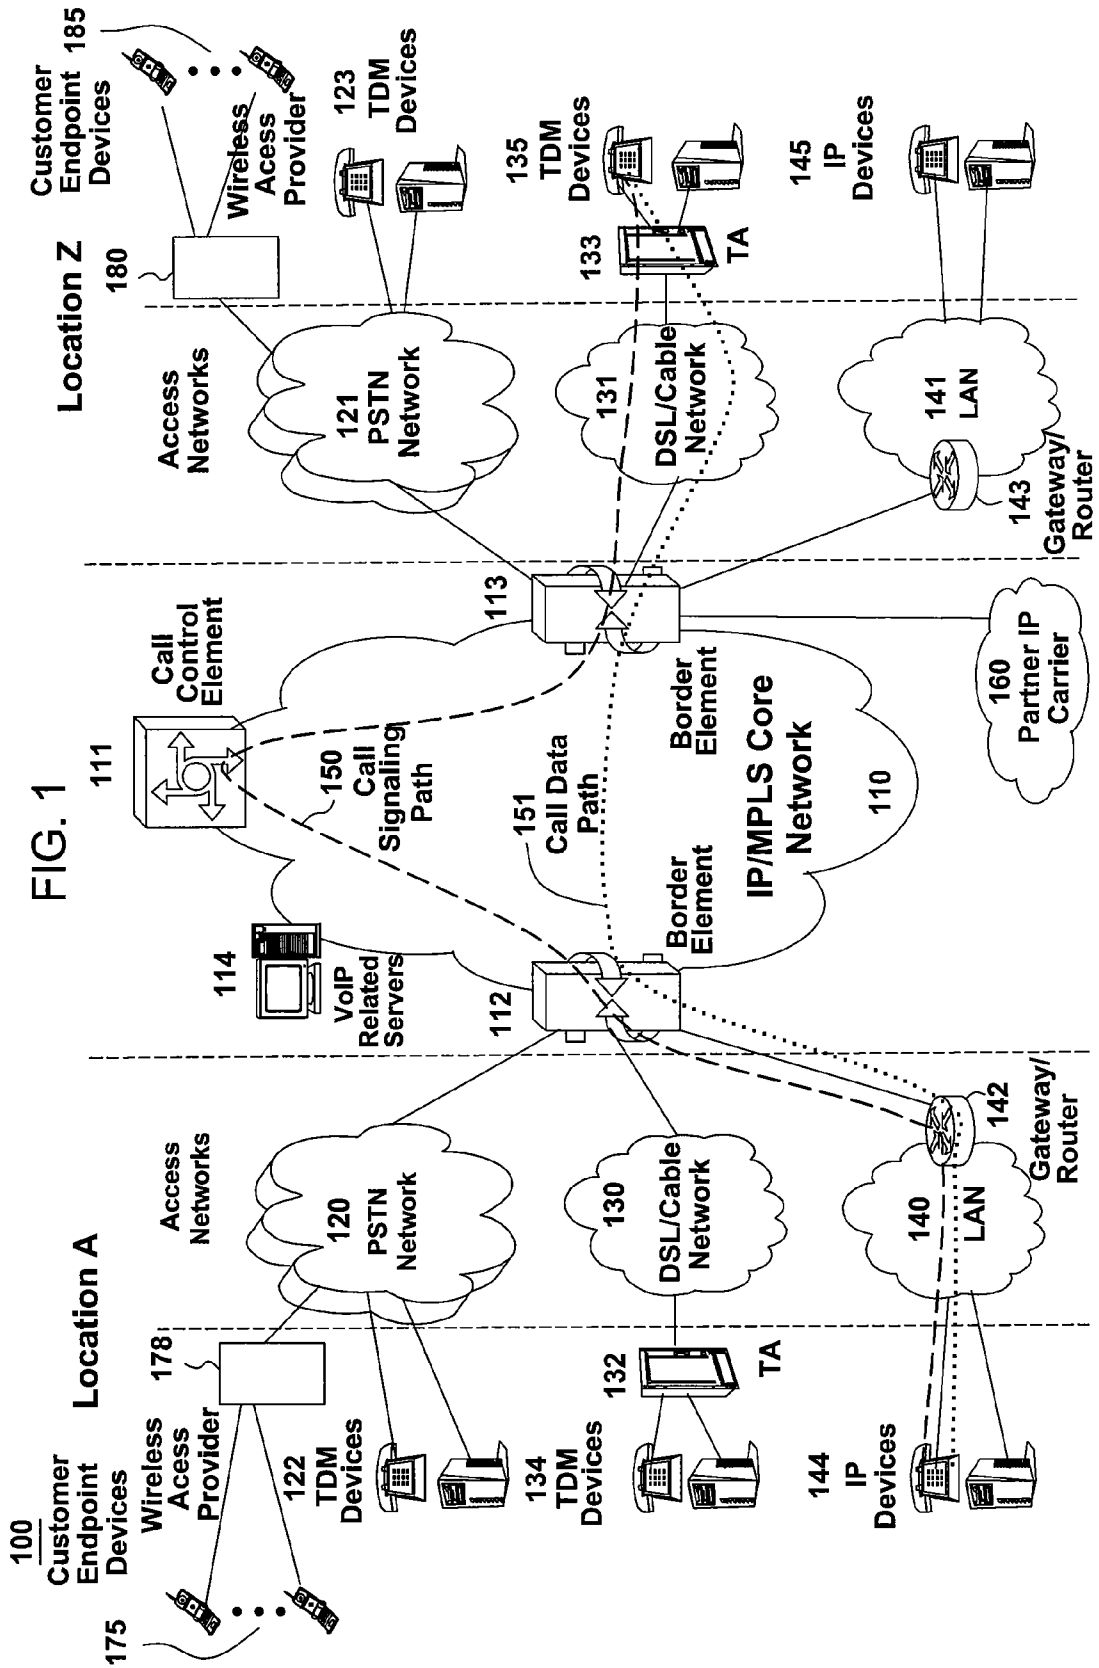 FIG. 1
100
Customer
Endpoint
Devices
175
Location A
Wireless
Access
Provider
178
122
TDM
Devices
134
TDM
Devices
132
TA
144
IP
Devices
Access
Networks
120
PSTN
Network
130
DSL/Cable
Network
140
LAN
142
Gateway/
Router
114
VoIP
Related
Servers
112
Border
Element
111
Call
Control
Element
150
Call
Signaling
Path
151
Call Data
Path
IP/MPLS Core
Network
110
113
Border
Element
160
Partner IP
Carrier
Location Z
Access
Networks
121
PSTN
Network
131
DSL/Cable
Network
141
LAN
143
Gateway/
Router
Customer
Endpoint
Devices
185
180
Wireless
Access
Provider
123
TDM
Devices
135
TDM
Devices
133
TA
145
IP
Devices